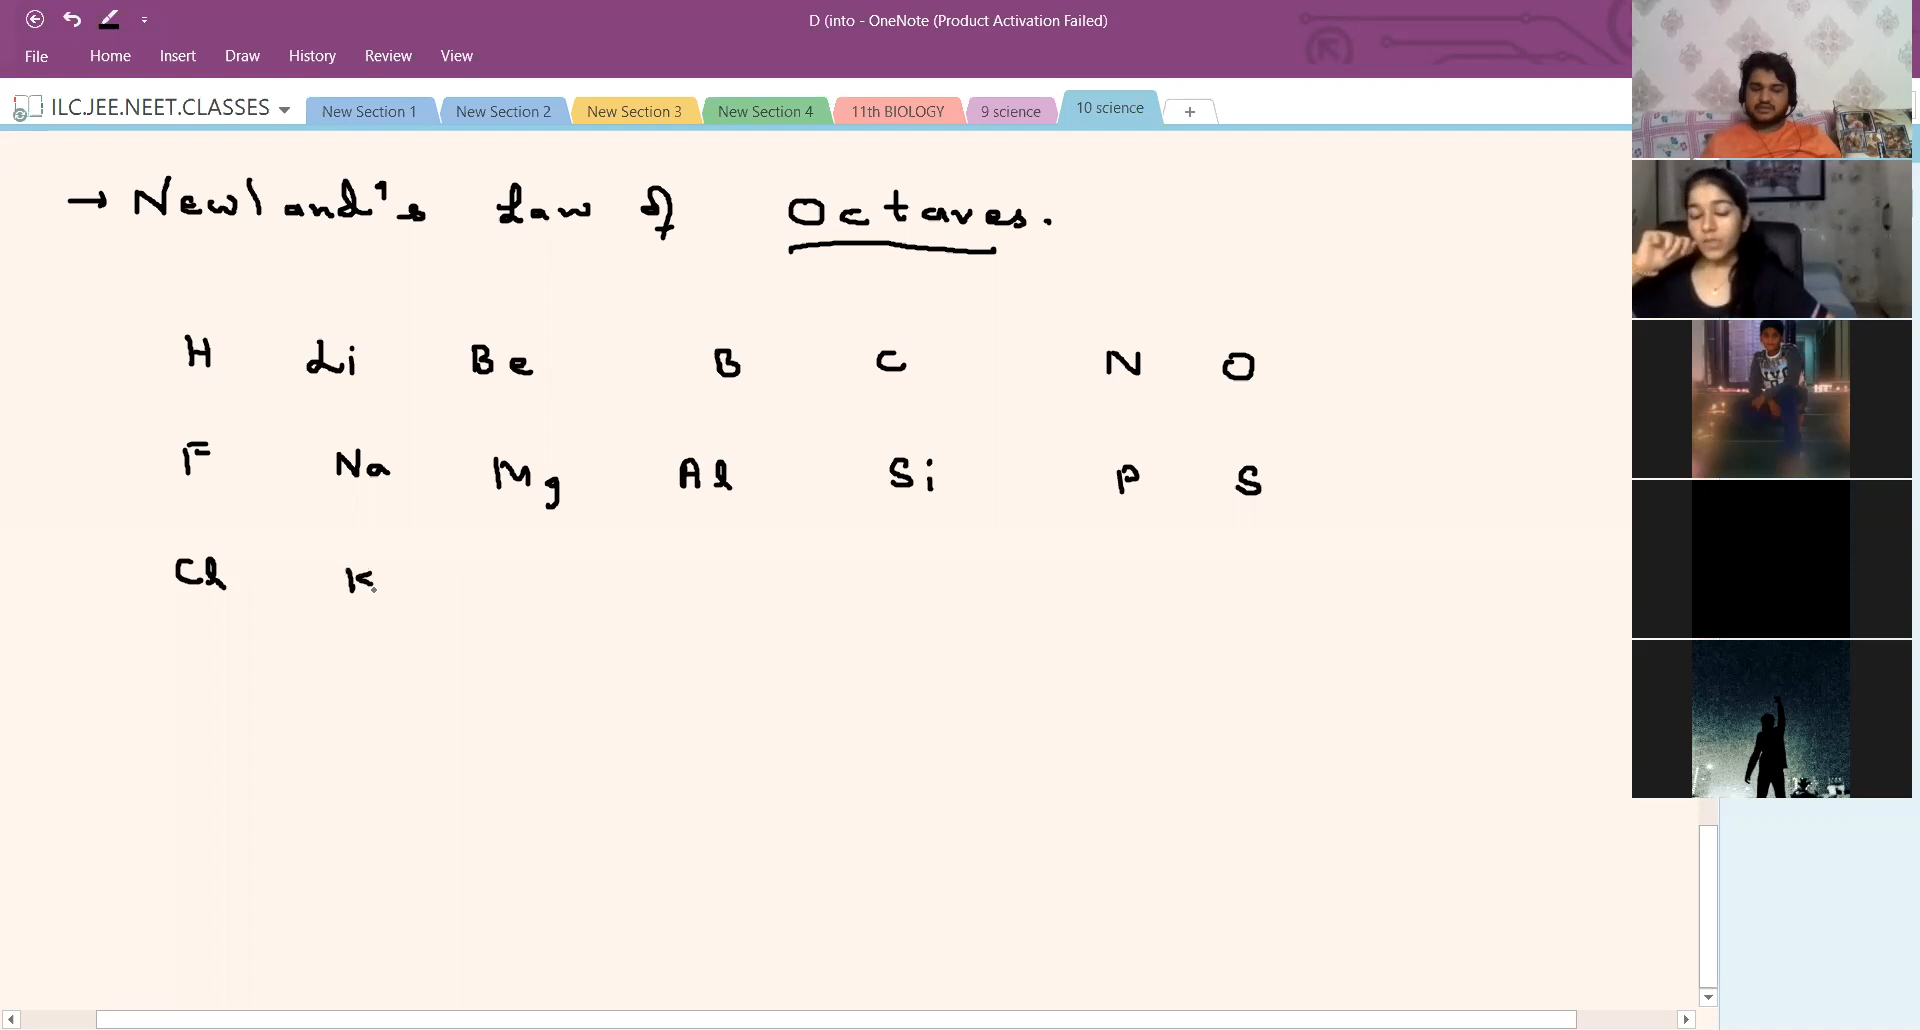 D (into - OneNote (Product Activation Failed)
File Home Insert Draw History Review View
ILC.JEE.NEET.CLASSES New Section 1 New Section 2 New Section 3 New Section 4 11th BIOLOGY 9 science 10 science +
→ Newland's Law of Octaves.
H Li Be B C N O
F Na Mg Al Si P S
Cl K